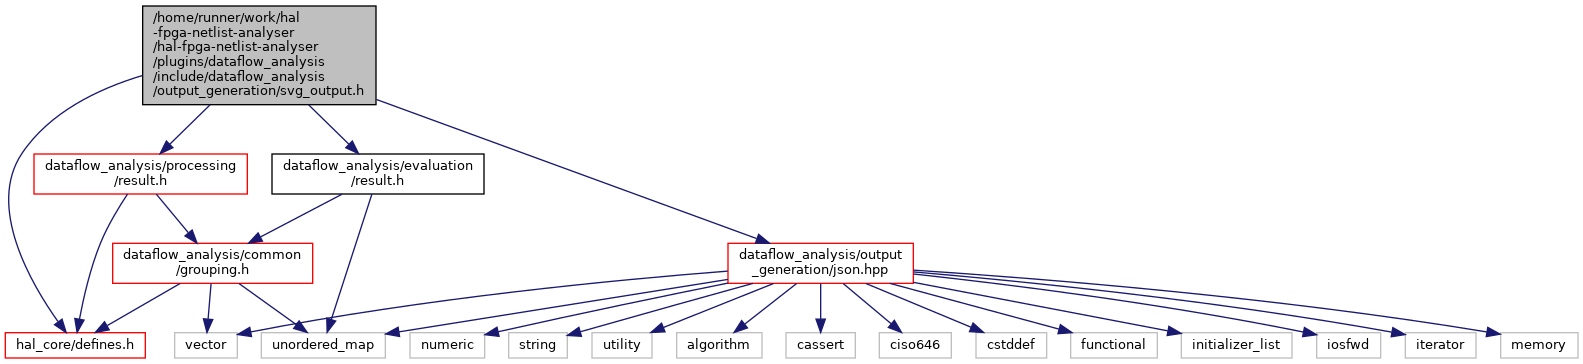 /home/runner/work/hal
-fpga-netlist-analyser
/hal-fpga-netlist-analyser
/plugins/dataflow_analysis
/include/dataflow_analysis
/output_generation/svg_output.h
dataflow_analysis/processing
/result.h
dataflow_analysis/evaluation
/result.h
dataflow_analysis/common
/grouping.h
dataflow_analysis/output
_generation/json.hpp
hal_core/defines.h
vector
unordered_map
numeric
string
utility
algorithm
cassert
ciso646
cstddef
functional
initializer_list
iosfwd
iterator
memory